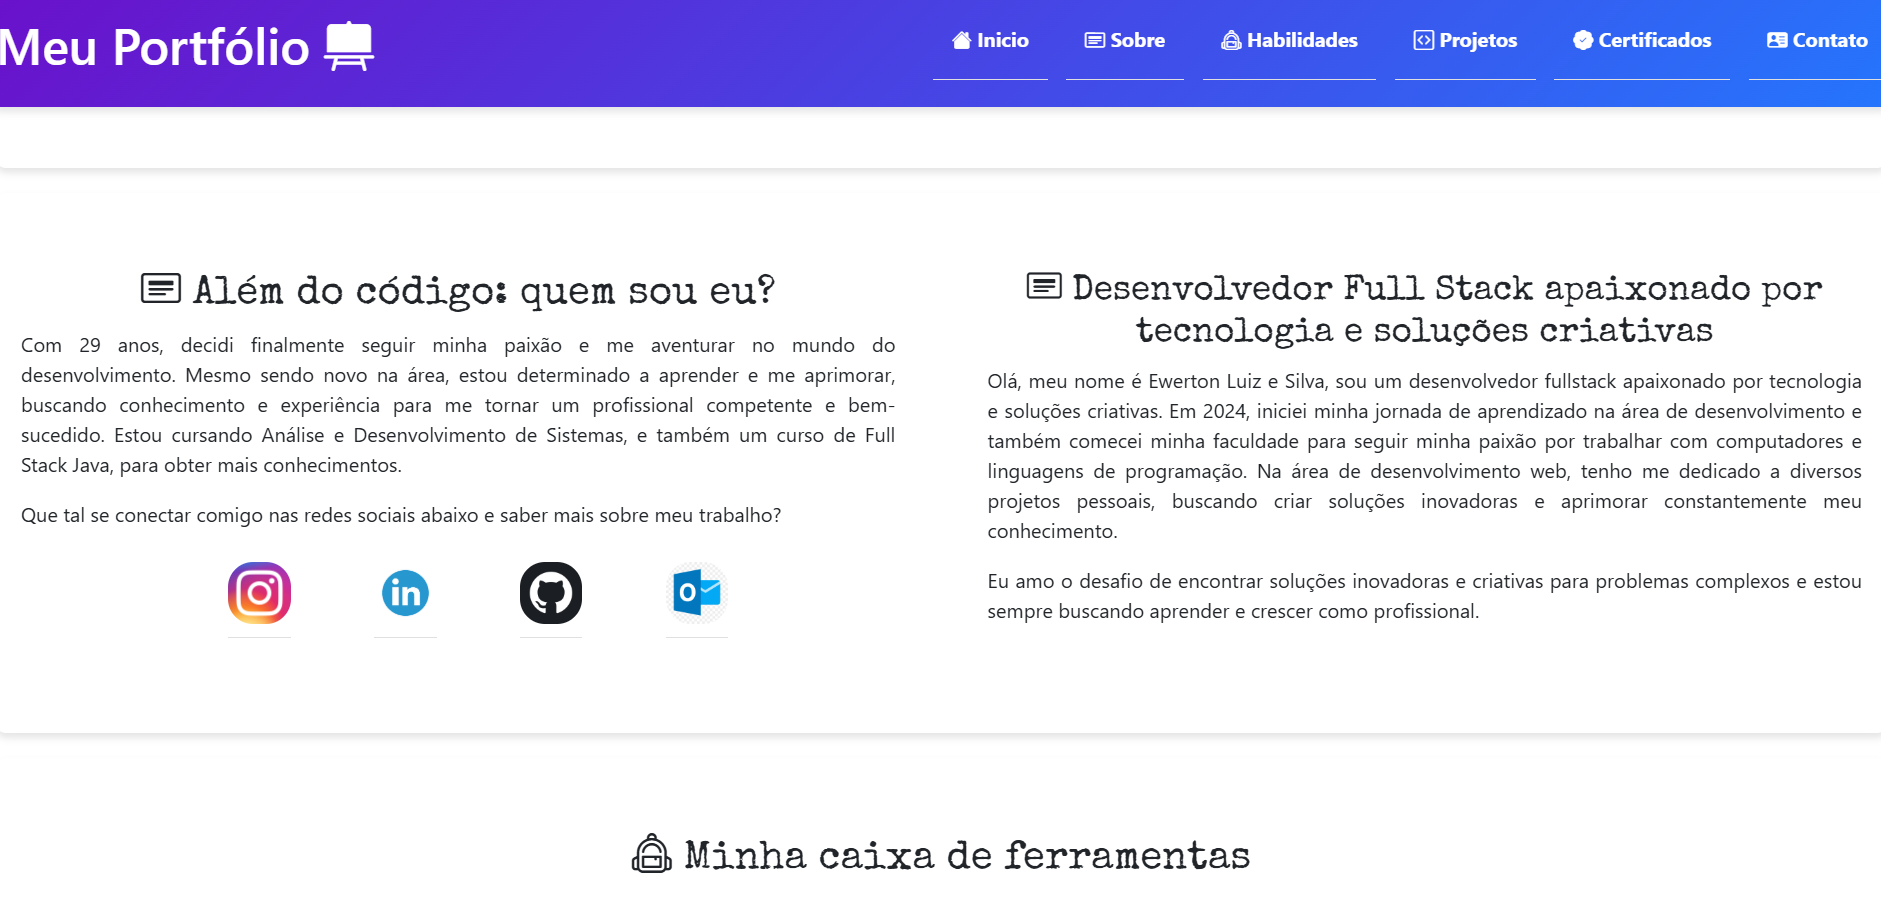 Meu Portfólio
Inicio
Sobre
Habilidades
Projetos
Certificados
Contato
Além do código: quem sou eu?
Com 29 anos, decidi finalmente seguir minha paixão e me aventurar no mundo do
desenvolvimento. Mesmo sendo novo na área, estou determinado a aprender e me aprimorar,
buscando conhecimento e experiência para me tornar um profissional competente e bem-
sucedido. Estou cursando Análise e Desenvolvimento de Sistemas, e também um curso de Full
Stack Java, para obter mais conhecimentos.
Que tal se conectar comigo nas redes sociais abaixo e saber mais sobre meu trabalho?
in
O
Desenvolvedor Full Stack apaixonado por
tecnologia e soluções criativas
Olá, meu nome é Ewerton Luiz e Silva, sou um desenvolvedor fullstack apaixonado por tecnologia
e soluções criativas. Em 2024, iniciei minha jornada de aprendizado na área de desenvolvimento e
também comecei minha faculdade para seguir minha paixão por trabalhar com computadores e
linguagens de programação. Na área de desenvolvimento web, tenho me dedicado a diversos
projetos pessoais, buscando criar soluções inovadoras e aprimorar constantemente meu
conhecimento.
Eu amo o desafio de encontrar soluções inovadoras e criativas para problemas complexos e estou
sempre buscando aprender e crescer como profissional.
Minha caixa de ferramentas